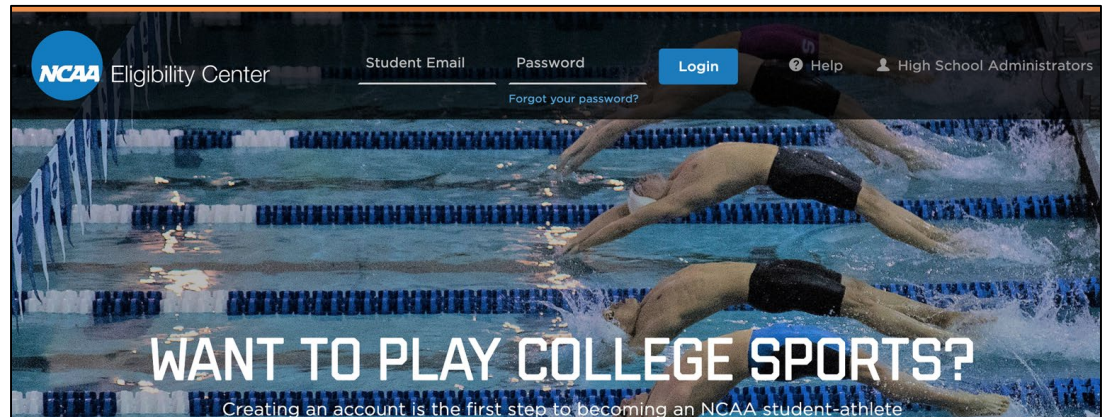 NCAA Eligibility Center
Student Email
Password
Login
Help
High School Administrators
Forgot your password?
WANT TO PLAY COLLEGE SPORTS?
Creating an account is the first step to becoming an NCAA student-athlete